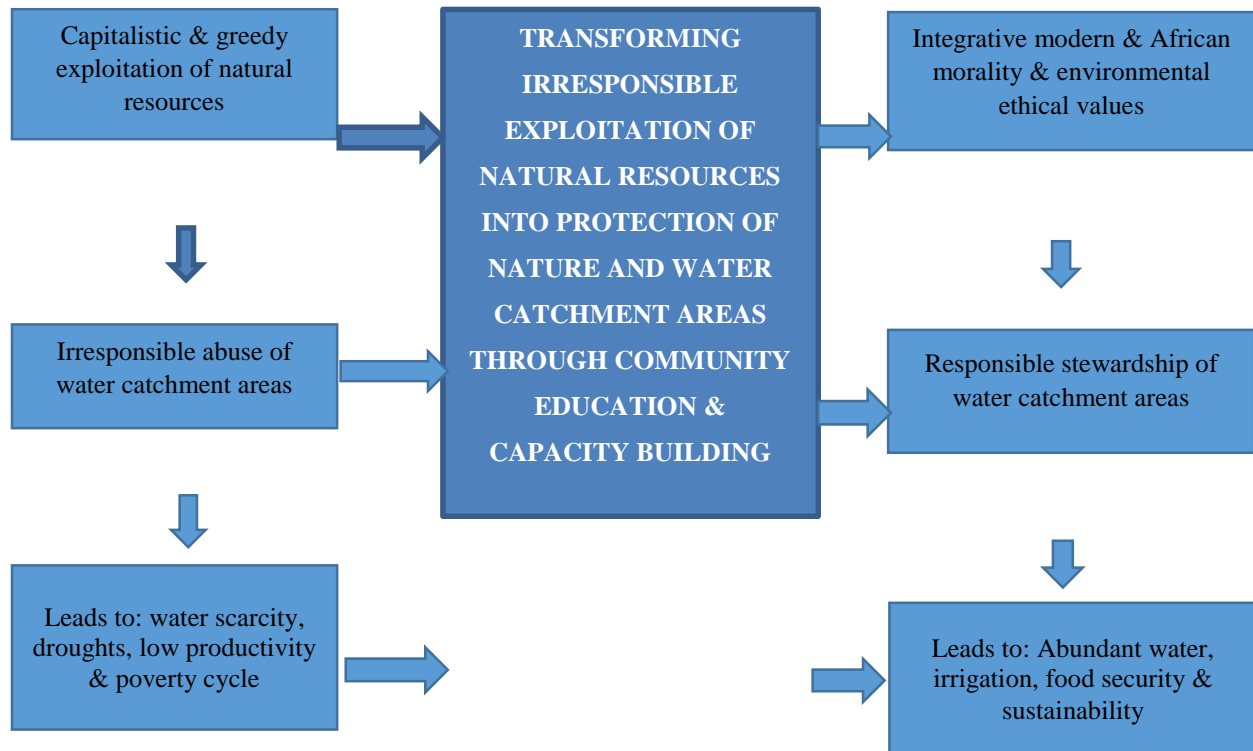 Capitalistic & greedy
exploitation of natural
resources
Irresponsible abuse of
water catchment areas
Leads to: water scarcity,
droughts, low productivity
& poverty cycle
TRANSFORMING
IRRESPONSIBLE
EXPLOITATION OF
NATURAL RESOURCES
INTO PROTECTION OF
NATURE AND WATER
CATCHMENT AREAS
THROUGH COMMUNITY
EDUCATION &
CAPACITY BUILDING
Integrative modern & African
morality & environmental
ethical values
Responsible stewardship of
water catchment areas
Leads to: Abundant water,
irrigation, food security &
sustainability